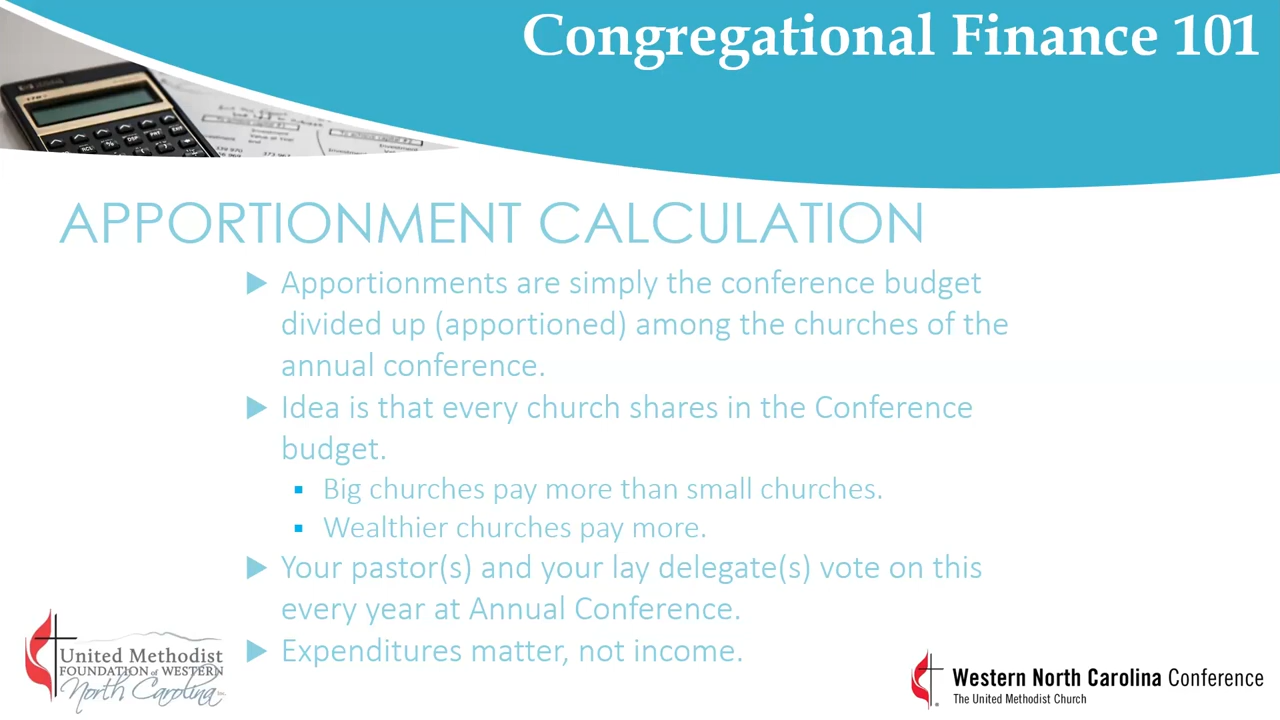 Congregational Finance 101
APPORTIONMENT CALCULATION
Apportionments are simply the conference budget
divided up (apportioned) among the churches of the
annual conference.
Idea is that every church shares in the Conference
budget.
Big churches pay more than small churches.
Wealthier churches pay more.
Your pastor(s) and your lay delegate(s) vote on this
every year at Annual Conference.
Expenditures matter, not income.
United Methodist
FOUNDATION of WESTERN
North Carolina
Western North Carolina Conference
The United Methodist Church